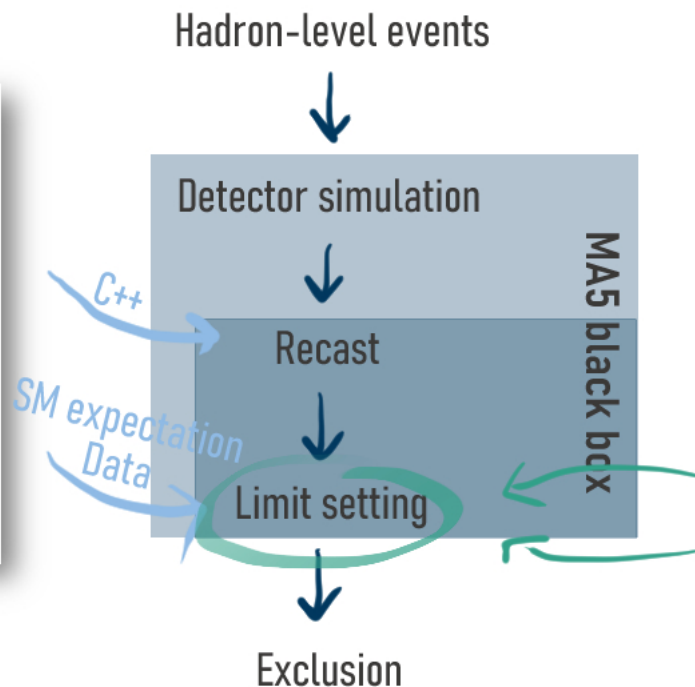 Hadron-level events
Detector simulation
MA5 black box
C++
Recast
SM expectation
Data
Limit setting
Exclusion